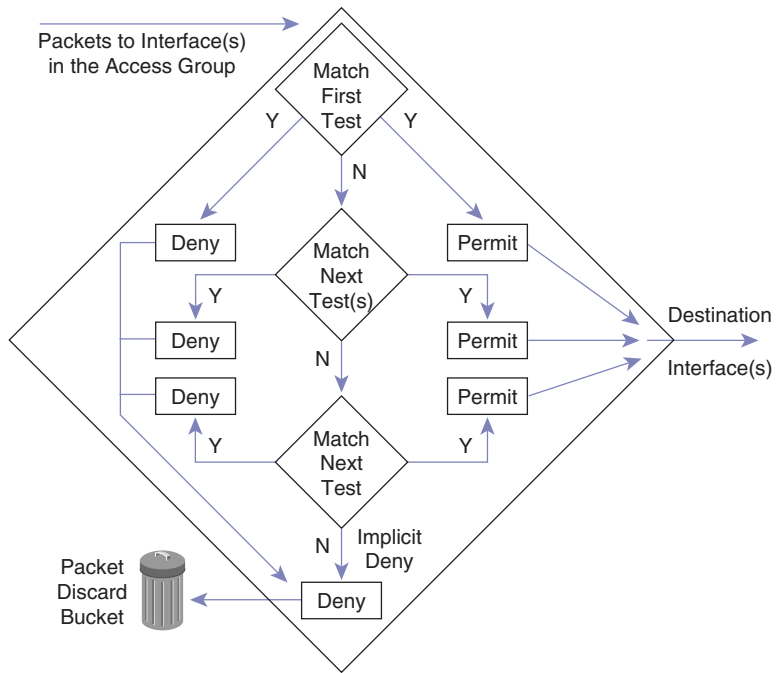 Packets to Interface(s)
in the Access Group
Match
First
Test
Y
Y
N
Deny
Match
Next
Test(s)
Permit
Y
Y
Destination
Deny
Permit
N
Interface(s)
Deny
Permit
Match
Next
Test
Y
Y
N
Implicit
Deny
Packet
Discard
Bucket
Deny